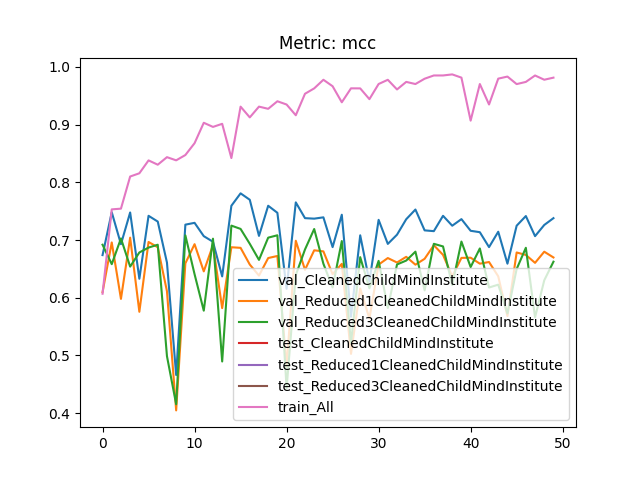 Metric: mcc
1.0
0.9
0.8
0.7
0.6
0.5
0.4
val_CleanedChildMindInstitute
val_Reduced1CleanedChildMindInstitute
val_Reduced3CleanedChildMindInstitute
test_CleanedChildMindInstitute
test_Reduced1CleanedChildMindInstitute
test_Reduced3CleanedChildMindInstitute
train_All
0 10 20 30 40 50